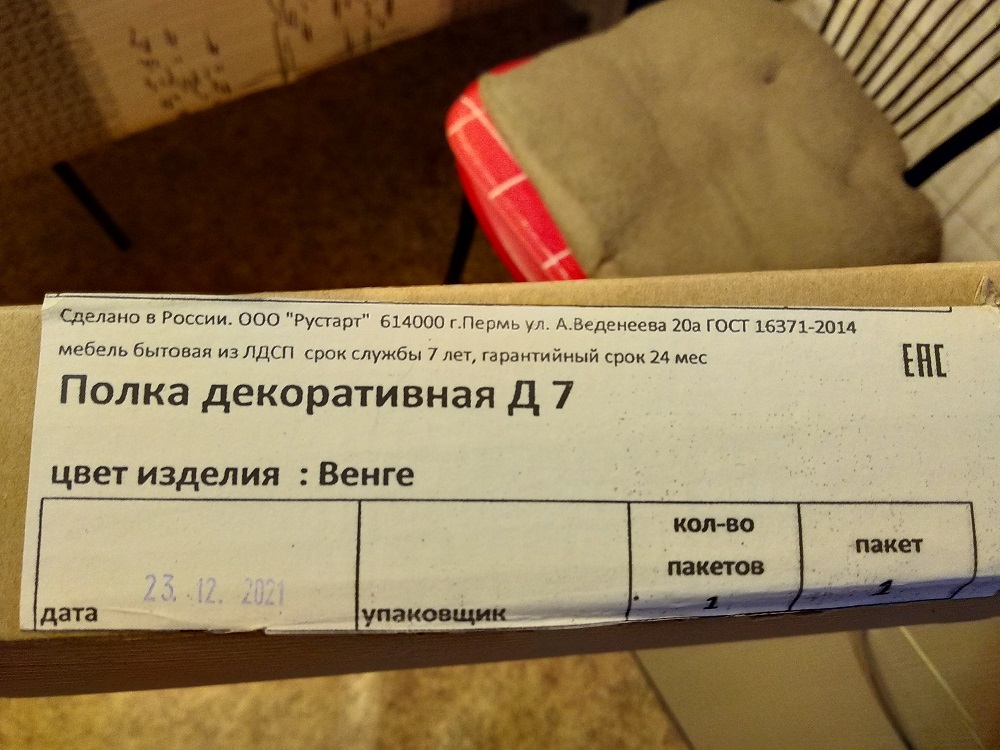 Сделано в России. ООО "Рустарт" 614000 г.Пермь ул. А.Веденеева 20а ГОСТ 16371-2014
мебель бытовая из ЛДСП срок службы 7 лет, гарантийный срок 24 мес
EAC
Полка декоративная Д 7
цвет изделия : Венге
дата 23. 12. 2021
упаковщик
кол-во
пакетов
1
пакет
1